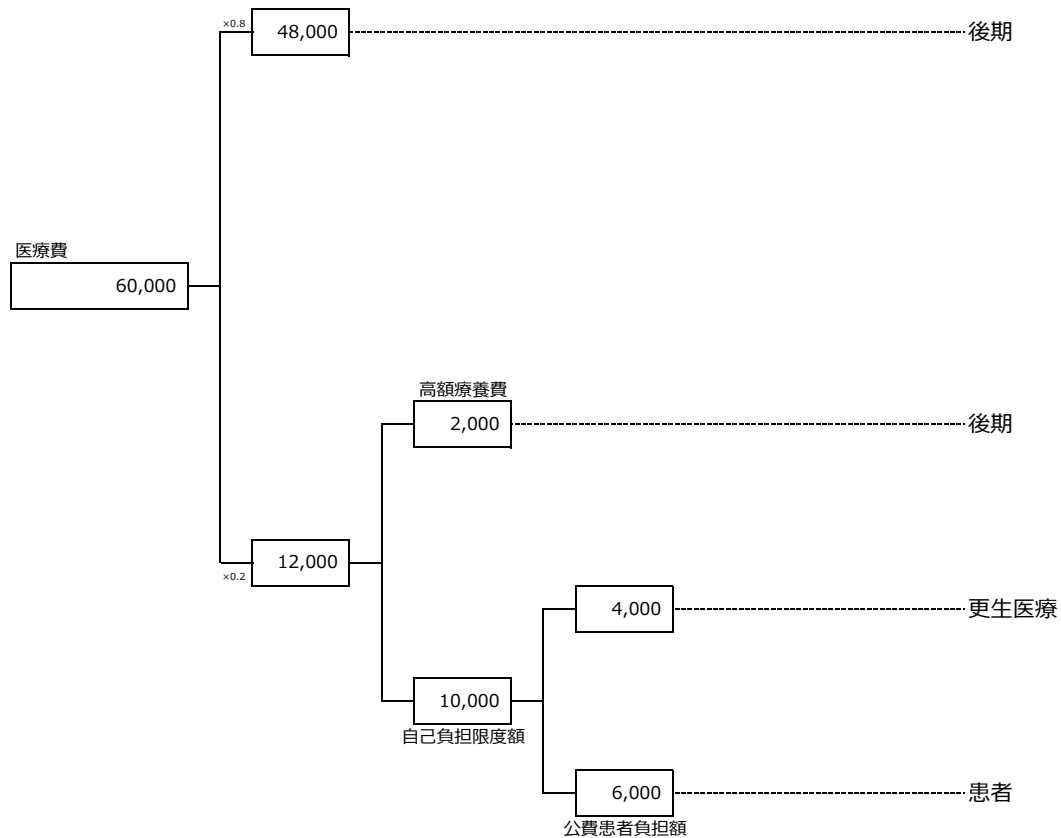 ×0.8
48,000
後期
医療費
60,000
高額療養費
2,000
後期
×0.2
12,000
4,000
更生医療
10,000
自己負担限度額
6,000
患者
公費患者負担額